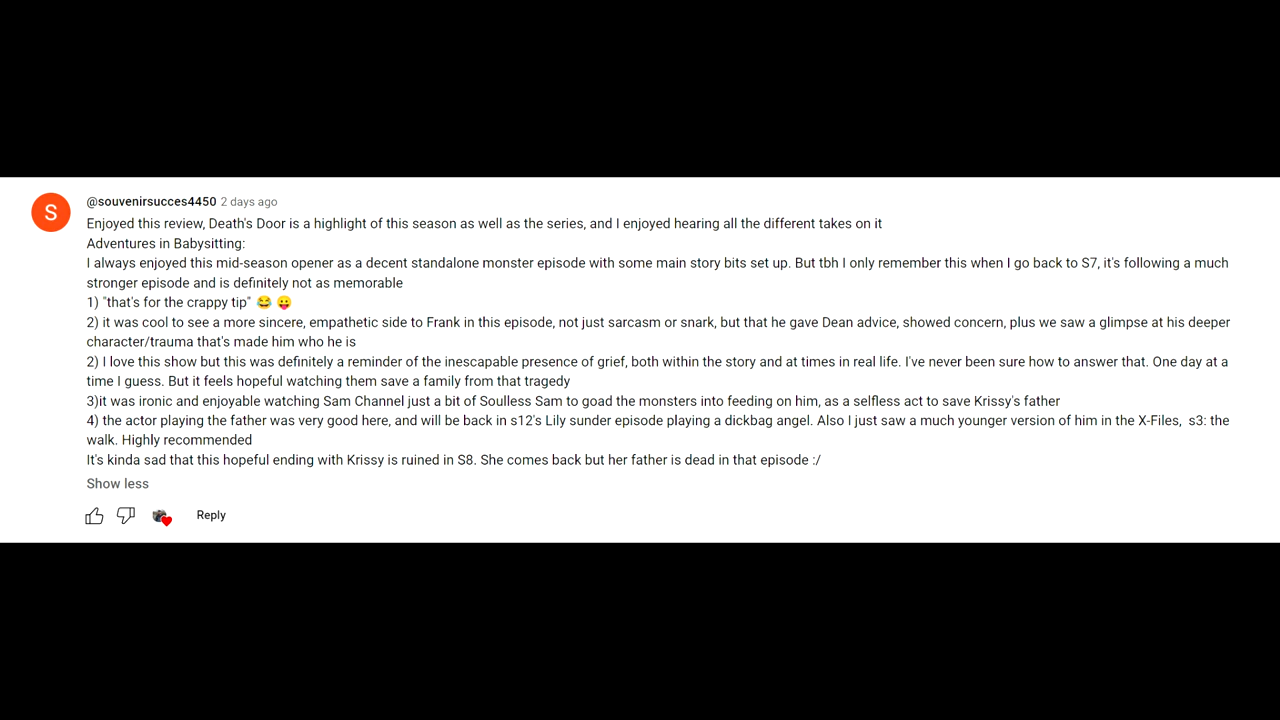 S
@souvenirsucces4450 2 days ago
Enjoyed this review, Death's Door is a highlight of this season as well as the series, and I enjoyed hearing all the different takes on it
Adventures in Babysitting:
I always enjoyed this mid-season opener as a decent standalone monster episode with some main story bits set up. But tbh I only remember this when I go back to S7, it's following a much
stronger episode and is definitely not as memorable
1) "that's for the crappy tip" 😂 😛
2) it was cool to see a more sincere, empathetic side to Frank in this episode, not just sarcasm or snark, but that he gave Dean advice, showed concern, plus we saw a glimpse at his deeper
character/trauma that's made him who he is
2) I love this show but this was definitely a reminder of the inescapable presence of grief, both within the story and at times in real life. I've never been sure how to answer that. One day at a
time I guess. But it feels hopeful watching them save a family from that tragedy
3)it was ironic and enjoyable watching Sam Channel just a bit of Soulless Sam to goad the monsters into feeding on him, as a selfless act to save Krissy's father
4) the actor playing the father was very good here, and will be back in s12's Lily sunder episode playing a dickbag angel. Also I just saw a much younger version of him in the X-Files,  s3: the
walk. Highly recommended
It's kinda sad that this hopeful ending with Krissy is ruined in S8. She comes back but her father is dead in that episode :/
Show less
Reply